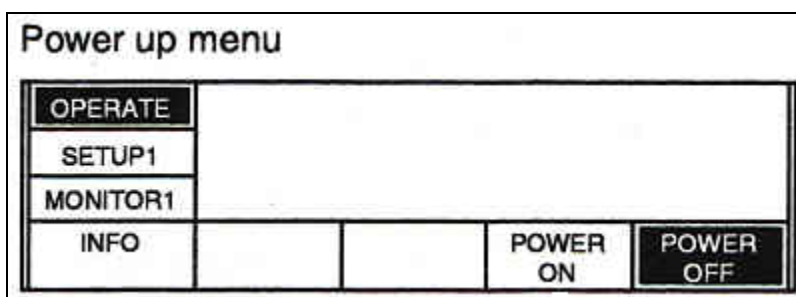 Power up menu
OPERATE
SETUP1
MONITOR1
INFO
POWER
ON
POWER
OFF